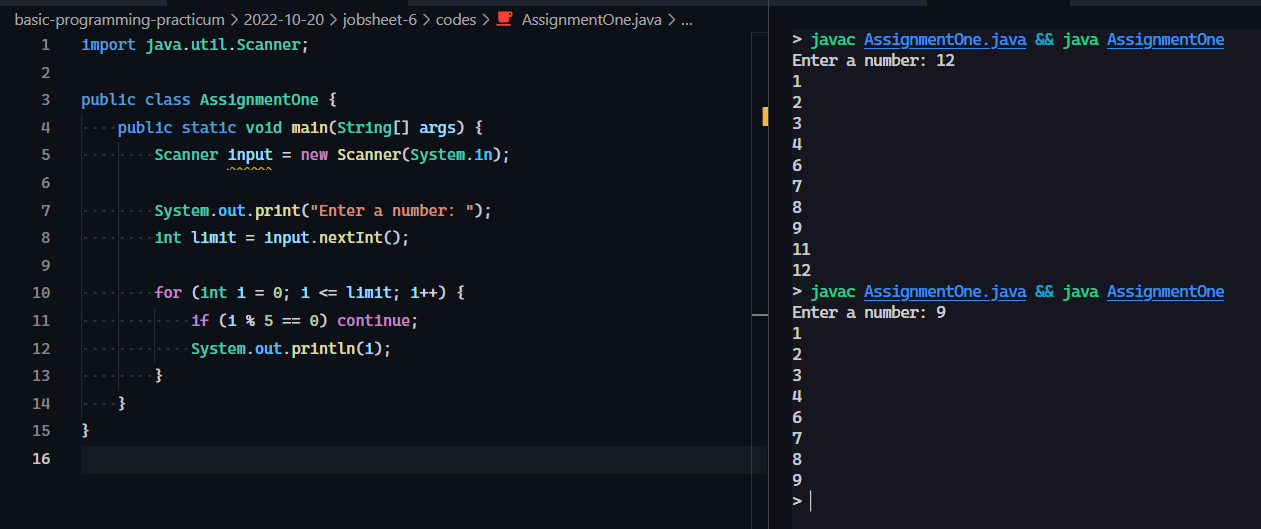 basic-programming-practicum > 2022-10-20 > jobsheet-6 > codes > AssignmentOne.java > ...
1 import java.util.Scanner;
2
3 public class AssignmentOne {
4     public static void main(String[] args) {
5         Scanner input = new Scanner(System.in);
6
7         System.out.print("Enter a number: ");
8         int limit = input.nextInt();
9
10         for (int i = 0; i <= limit; i++) {
11             if (i % 5 == 0) continue;
12             System.out.println(i);
13         }
14     }
15 }
16
> javac AssignmentOne.java && java AssignmentOne
Enter a number: 12
1
2
3
4
6
7
8
9
11
12
> javac AssignmentOne.java && java AssignmentOne
Enter a number: 9
1
2
3
4
6
7
8
9
>